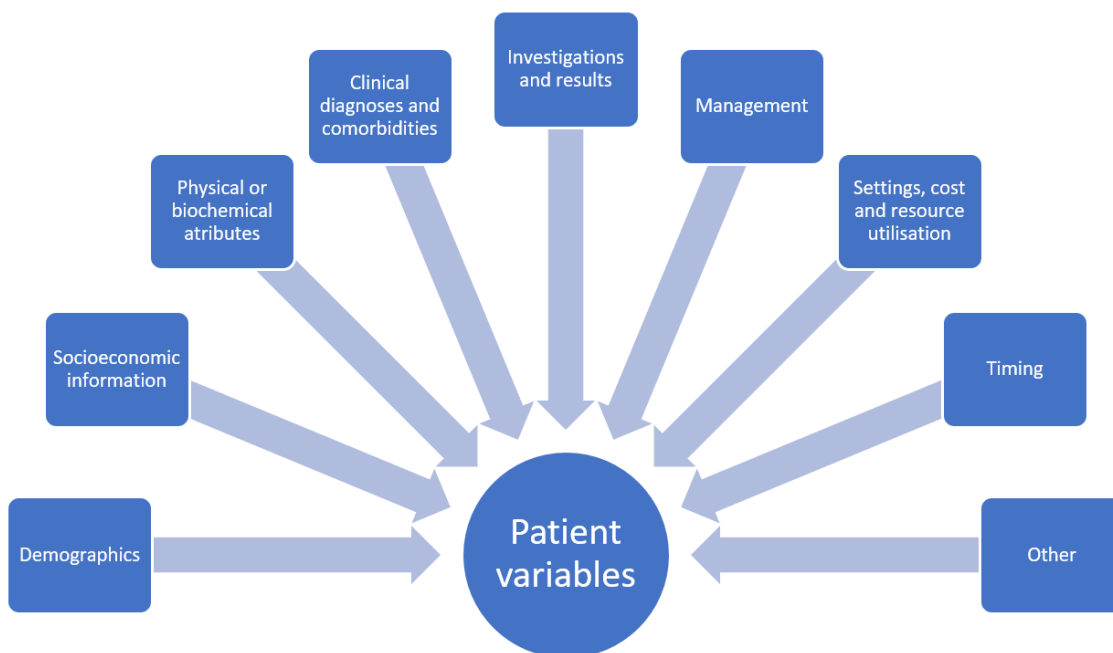 Demographics
Socioeconomic
information
Physical or
biochemical
atributes
Clinical
diagnoses and
comorbidities
Investigations
and results
Management
Settings, cost
and resource
utilisation
Timing
Other
Patient
variables